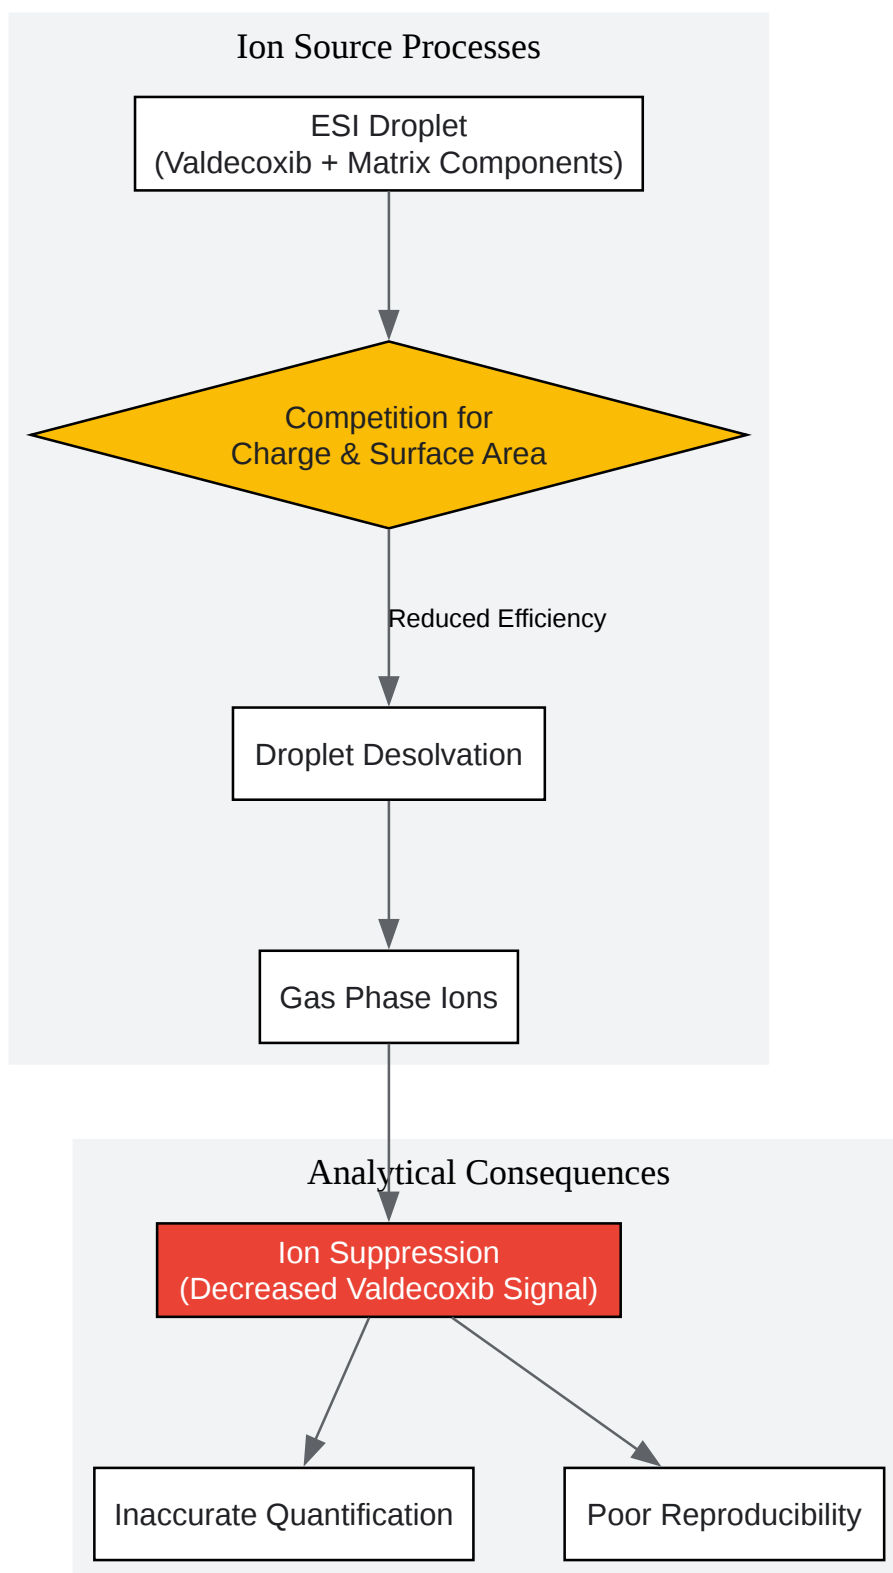 Ion Source Processes
ESI Droplet
(Valdecoxib + Matrix Components)
Competition for
Charge & Surface Area
Reduced Efficiency
Droplet Desolvation
Gas Phase Ions
Analytical Consequences
Ion Suppression
(Decreased Valdecoxib Signal)
Inaccurate Quantification
Poor Reproducibility